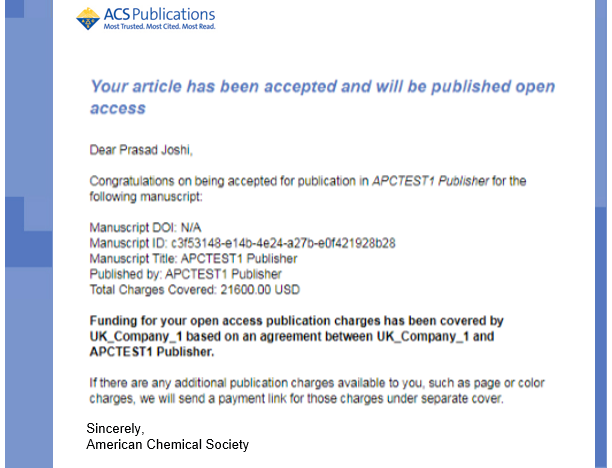 ACS Publications
Most Trusted. Most Cited. Most Read.
Your article has been accepted and will be published open
access
Dear Prasad Joshi,
Congratulations on being accepted for publication in APCTEST1 Publisher for the
following manuscript:
Manuscript DOI: N/A
Manuscript ID: c3f53148-e14b-4e24-a27b-e0f421928b28
Manuscript Title: APCTEST1 Publisher
Published by: APCTEST1 Publisher
Total Charges Covered: 21600.00 USD
Funding for your open access publication charges has been covered by
UK_Company_1 based on an agreement between UK_Company_1 and
APCTEST1 Publisher.
If there are any additional publication charges available to you, such as page or color
charges, we will send a payment link for those charges under separate cover.
Sincerely,
American Chemical Society